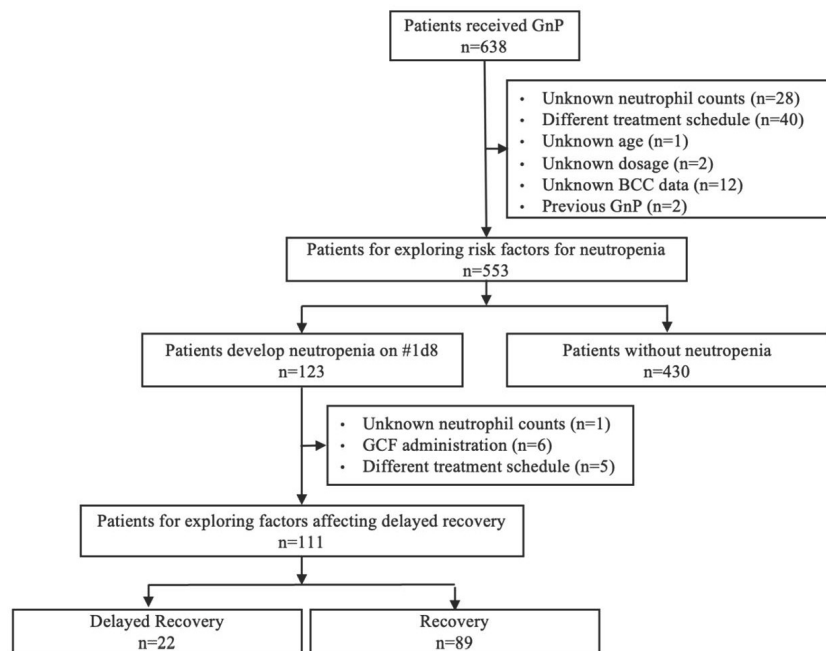 Patients received GnP
n=638
• Unknown neutrophil counts (n=28)
• Different treatment schedule (n=40)
• Unknown age (n=1)
• Unknown dosage (n=2)
• Unknown BCC data (n=12)
• Previous GnP (n=2)
Patients for exploring risk factors for neutropenia
n=553
Patients develop neutropenia on #1d8
n=123
Patients without neutropenia
n=430
• Unknown neutrophil counts (n=1)
• GCF administration (n=6)
• Different treatment schedule (n=5)
Patients for exploring factors affecting delayed recovery
n=111
Delayed Recovery
n=22
Recovery
n=89